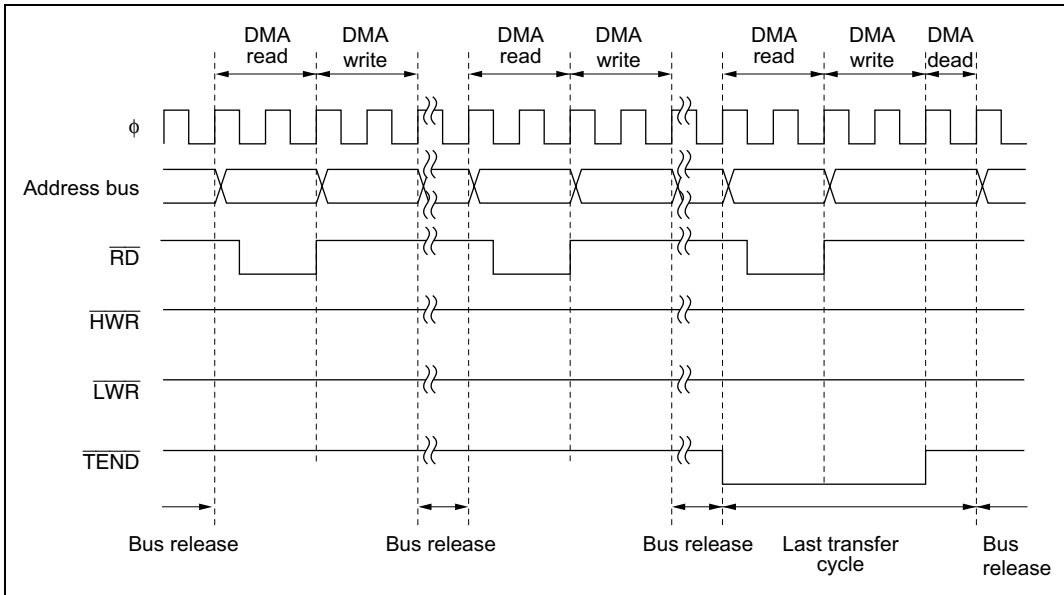 DMA read DMA write DMA read DMA write DMA read DMA write DMA dead
φ
Address bus
RD
HWR
LWR
TEND
Bus release Bus release Bus release Last transfer cycle Bus release